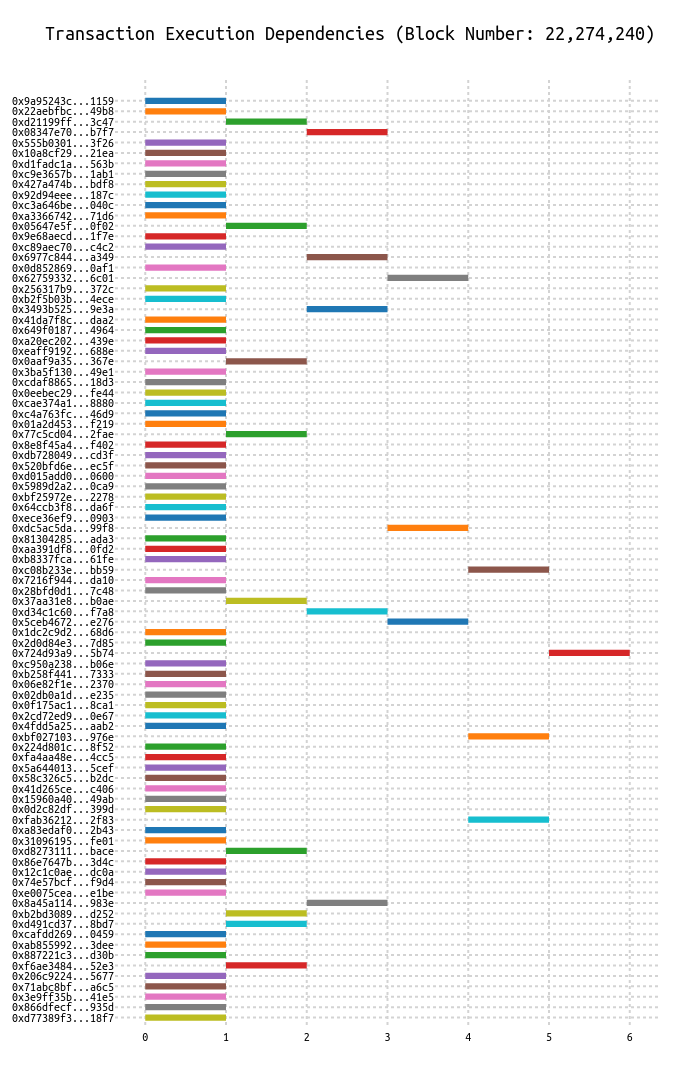 Transaction Execution Dependencies (Block Number: 22,274,240)
0x9a95243c...1159
0x22aebfbc...49b8
0xd21199ff...3c47
0x08347e70...b7f7
0x555b0301...3f26
0x10a8cf29...21ea
0xd1fadc1a...563b
0xc9e3657b...1ab1
0x427a474b...bdf8
0x92d94eee...187c
0xc3a646be...040c
0xa3366742...71d6
0x05647e5f...0f02
0x9e68aecd...1f7e
0xc89aec70...c4c2
0x6977c844...a349
0x0d852869...0af1
0x62759332...6c01
0x256317b9...372c
0xb2f5b03b...4ece
0x3493b525...9e3a
0x41da7f8c...daa2
0x649f0187...4964
0xa20ec202...439e
0xeaff9192...688e
0x0aaf9a35...367e
0x3ba5f130...49e1
0xcdaf8865...18d3
0x0eebec29...fe44
0xcae374a1...8880
0xc4a763fc...46d9
0x01a2d453...f219
0x77c5cd04...2fae
0x8e8f45a4...f402
0xdb728049...cd3f
0x520bfd6e...ec5f
0xd015add0...0600
0x5989d2a2...0ca9
0xbf25972e...2278
0x64ccb3f8...da6f
0xece36ef9...0903
0xdc5ac5da...99f8
0x81304285...ada3
0xaa391df8...0fd2
0xb8337fca...61fe
0xc08b233e...bb59
0x7216f944...da10
0x28bfd0d1...7c48
0x37aa31e8...b0ae
0xd34c1c60...f7a8
0x5ceb4672...e276
0x1dc2c9d2...68d6
0x2d0d84e3...7d85
0x724d93a9...5b74
0xc950a238...b06e
0xb258f441...7333
0x06e82f1e...2370
0x02db0a1d...e235
0x0f175ac1...8ca1
0x2cd72ed9...0e67
0x4fdd5a25...aab2
0xbf027103...976e
0x224d801c...8f52
0xfa4aa48e...4cc5
0x5a644013...5cef
0x58c326c5...b2dc
0x41d265ce...c406
0x15960a40...49ab
0x0d2c82df...399d
0xfab36212...2f83
0xa83edaf0...2b43
0x31096195...fe01
0xd8273111...bace
0x86e7647b...3d4c
0x12c1c0ae...dc0a
0x74e57bcf...f9d4
0xe0075cea...e1be
0x8a45a114...983e
0xb2bd3089...d252
0xd491cd37...8bd7
0xcafdd269...0459
0xab855992...3dee
0x887221c3...d30b
0xf6ae3484...52e3
0x206c9224...5677
0x71abc8bf...a6c5
0x3e9ff35b...41e5
0x866dfecf...935d
0xd77389f3...18f7
0 1 2 3 4 5 6